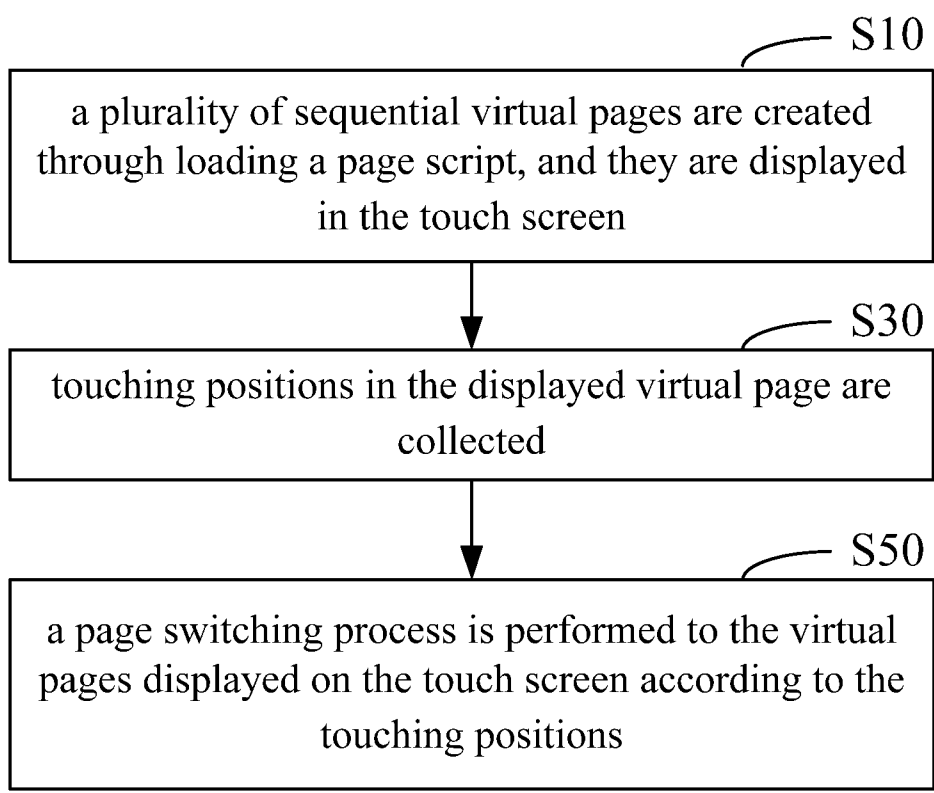 S10
a plurality of sequential virtual pages are created
through loading a page script, and they are displayed
in the touch screen
S30
touching positions in the displayed virtual page are
collected
S50
a page switching process is performed to the virtual
pages displayed on the touch screen according to the
touching positions